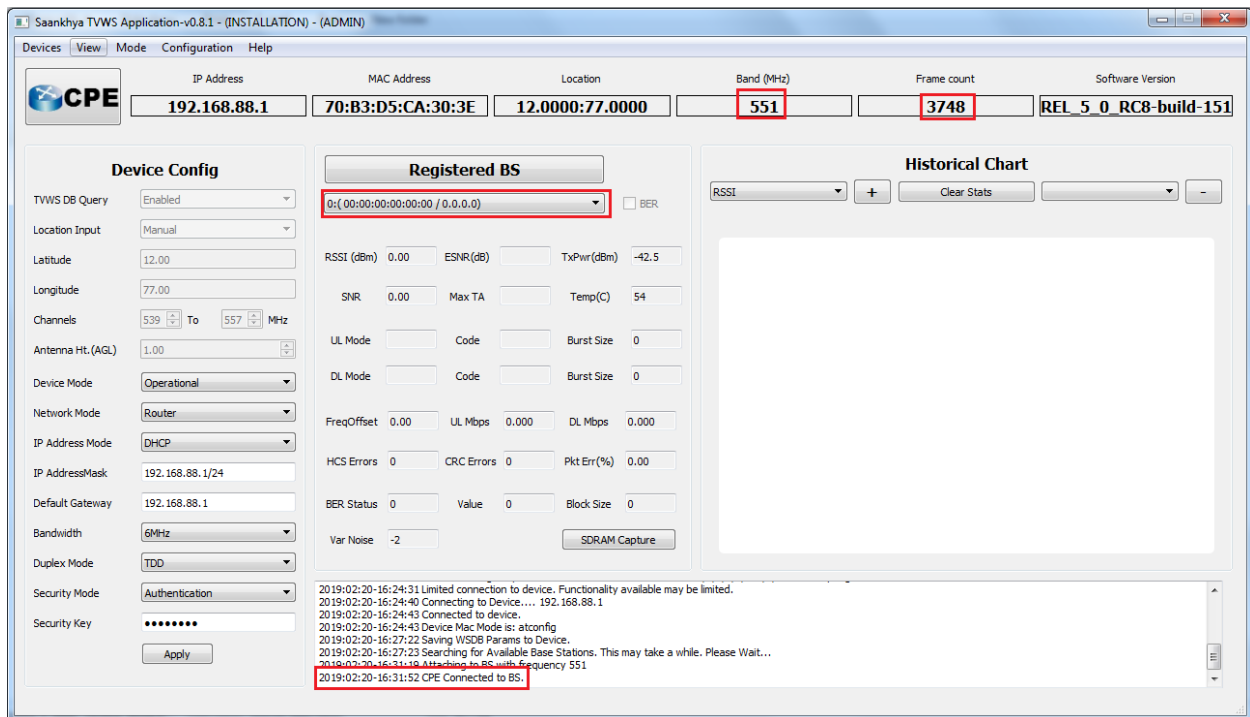 Saankhya TVWS Application-v0.8.1 - (INSTALLATION) - (ADMIN)
Devices View Mode Configuration Help
CPE
IP Address MAC Address Location Band (MHz) Frame count Software Version
192.168.88.1 70:B3:D5:CA:30:3E 12.0000:77.0000 551 3748 REL_5_0_RC8-build-151
Device Config
TVWS DB Query Enabled
Location Input Manual
Latitude 12.00
Longitude 77.00
Channels 539 To 557 MHz
Antenna Ht.(AGL) 1.00
Device Mode Operational
Network Mode Router
IP Address Mode DHCP
IP AddressMask 192.168.88.1/24
Default Gateway 192.168.88.1
Bandwidth 6MHz
Duplex Mode TDD
Security Mode Authentication
Security Key ●●●●●●●●
Apply
Registered BS
0:( 00:00:00:00:00:00 / 0.0.0.0) BER
RSSI (dBm) 0.00 ESNR(dB) TxPwr(dBm) -42.5
SNR 0.00 Max TA Temp(C) 54
UL Mode Code Burst Size 0
DL Mode Code Burst Size 0
FreqOffset 0.00 UL Mbps 0.000 DL Mbps 0.000
HCS Errors 0 CRC Errors 0 Pkt Err(%) 0.00
BER Status 0 Value 0 Block Size 0
Var Noise -2 SDRAM Capture
Historical Chart
RSSI + Clear Stats -
2019:02:20-16:24:31 Limited connection to device. Functionality available may be limited.
2019:02:20-16:24:40 Connecting to Device.... 192.168.88.1
2019:02:20-16:24:43 Connected to device.
2019:02:20-16:24:43 Device Mac Mode is: atconfig
2019:02:20-16:27:22 Saving WSDB Params to Device.
2019:02:20-16:27:23 Searching for Available Base Stations. This may take a while. Please Wait...
2019:02:20-16:31:19 Attaching to BS with frequency 551
2019:02:20-16:31:52 CPE Connected to BS.